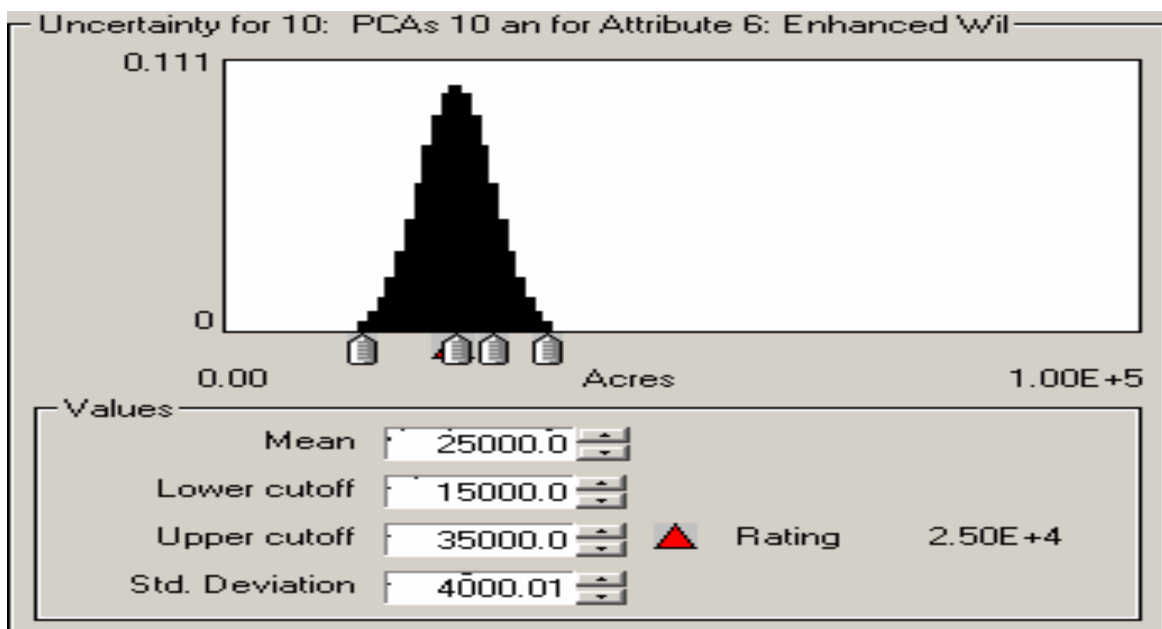 Uncertainty for 10: PCAs 10 an for Attribute 6: Enhanced Wil
0.111
0
0.00 Acres 1.00E+5
Values
Mean 25000.0
Lower cutoff 15000.0
Upper cutoff 35000.0 Rating 2.50E+4
Std. Deviation 4000.01